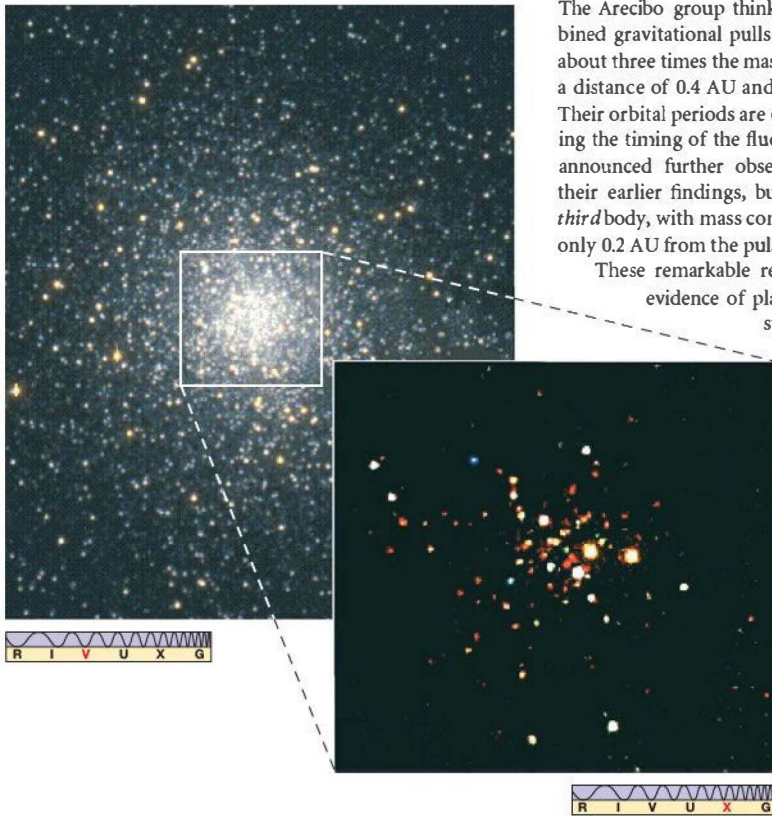 The Arecibo group think
bined gravitational pulls
about three times the mas
a distance of 0.4 AU and
Their orbital periods are
ing the timing of the fluc
announced further obse
their earlier findings, bu
third body, with mass con
only 0.2 AU from the puls
These remarkable re
evidence of pla
s
R I V U X G
R I V U X G